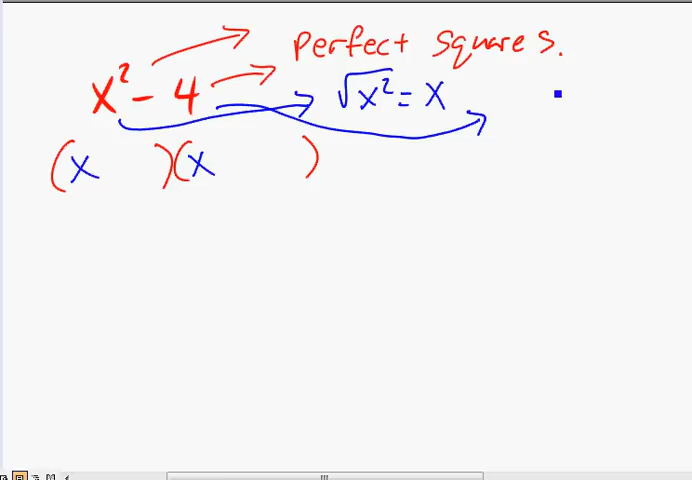 Perfect Squares.
x² - 4 √x² = x
(x )(x )